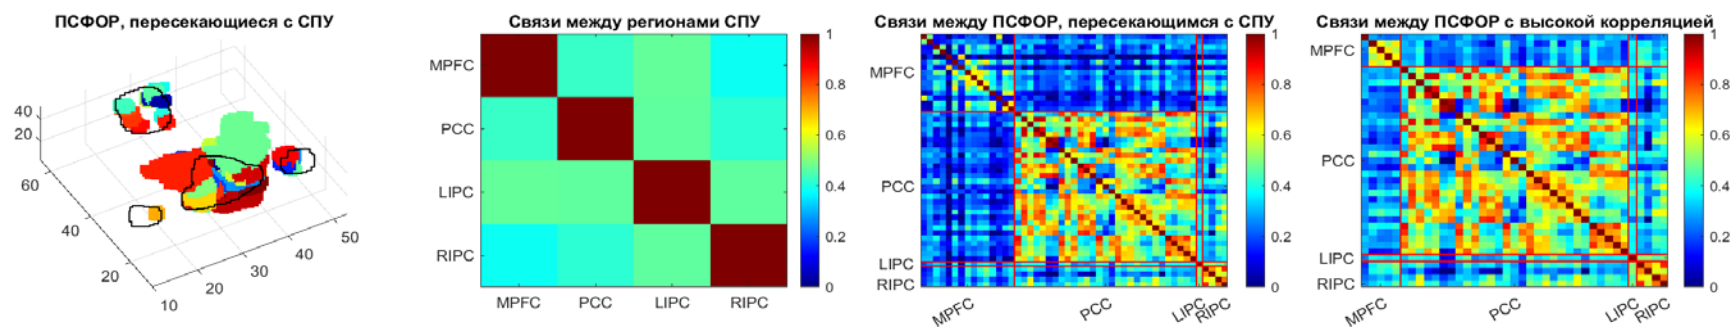 ПСФОР, пересекающиеся с СПУ
40
20
60
40
20
10
20
30
40
50
Связи между регионами СПУ
MPFC
PCC
LIPC
RIPC
MPFC
PCC
LIPC
RIPC
1
0.8
0.6
0.4
0.2
0
Связи между ПСФОР, пересекающимся с СПУ
MPFC
PCC
LIPC
RIPC
MPFC
PCC
LIPC
RIPC
1
0.8
0.6
0.4
0.2
0
Связи между ПСФОР с высокой корреляцией
MPFC
PCC
LIPC
RIPC
MPFC
PCC
LIPC
RIPC
1
0.8
0.6
0.4
0.2
0